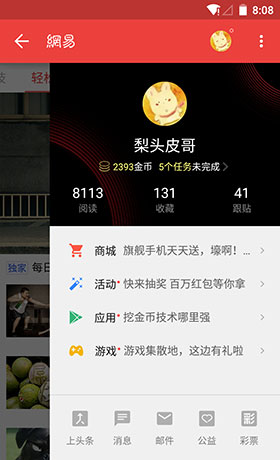 8:08
網易
轻松
梨头皮哥
2393金币 5个任务未完成
8113 131 41
阅读 收藏 跟贴
独家 每日
商城 旗舰手机天天送，壕啊！...
活动 快来抽奖 百万红包等你拿
应用 挖金币技术哪里强
游戏 游戏集散地，这边有礼啦
彩
上头条 消息 邮件 公益 彩票